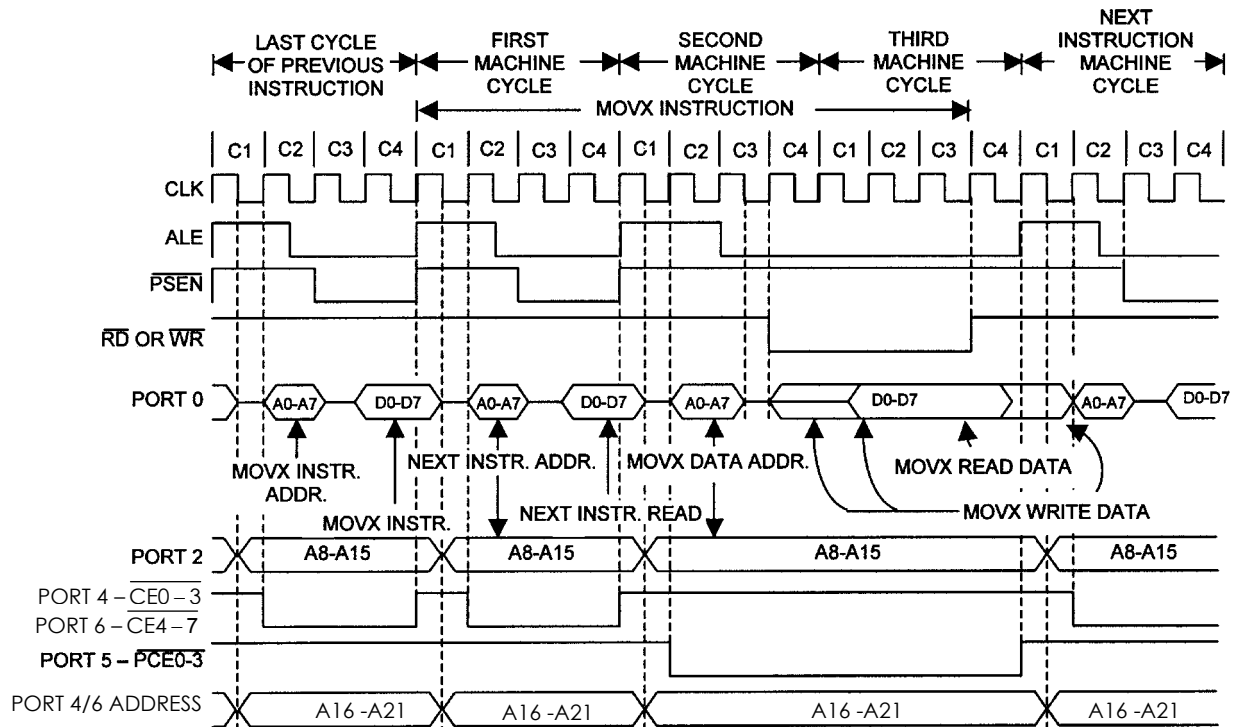 LAST CYCLE
OF PREVIOUS
INSTRUCTION
FIRST
MACHINE
CYCLE
SECOND
MACHINE
CYCLE
THIRD
MACHINE
CYCLE
NEXT
INSTRUCTION
MACHINE
CYCLE
MOVX INSTRUCTION
C1 C2 C3 C4 C1 C2 C3 C4 C1 C2 C3 C4 C1 C2 C3 C4 C1 C2 C3 C4
CLK
ALE
PSEN
RD OR WR
PORT 0
A0-A7 D0-D7 A0-A7 D0-D7 A0-A7 D0-D7 A0-A7 D0-D7
MOVX INSTR.
ADDR.
NEXT INSTR. ADDR.
MOVX DATA ADDR.
MOVX READ DATA
MOVX INSTR.
NEXT INSTR. READ
MOVX WRITE DATA
PORT 2
A8-A15 A8-A15 A8-A15 A8-A15
PORT 4 – CE0 – 3
PORT 6 – CE4 – 7
PORT 5 – PCE0-3
PORT 4/6 ADDRESS
A16 -A21 A16 -A21 A16 -A21 A16 -A21